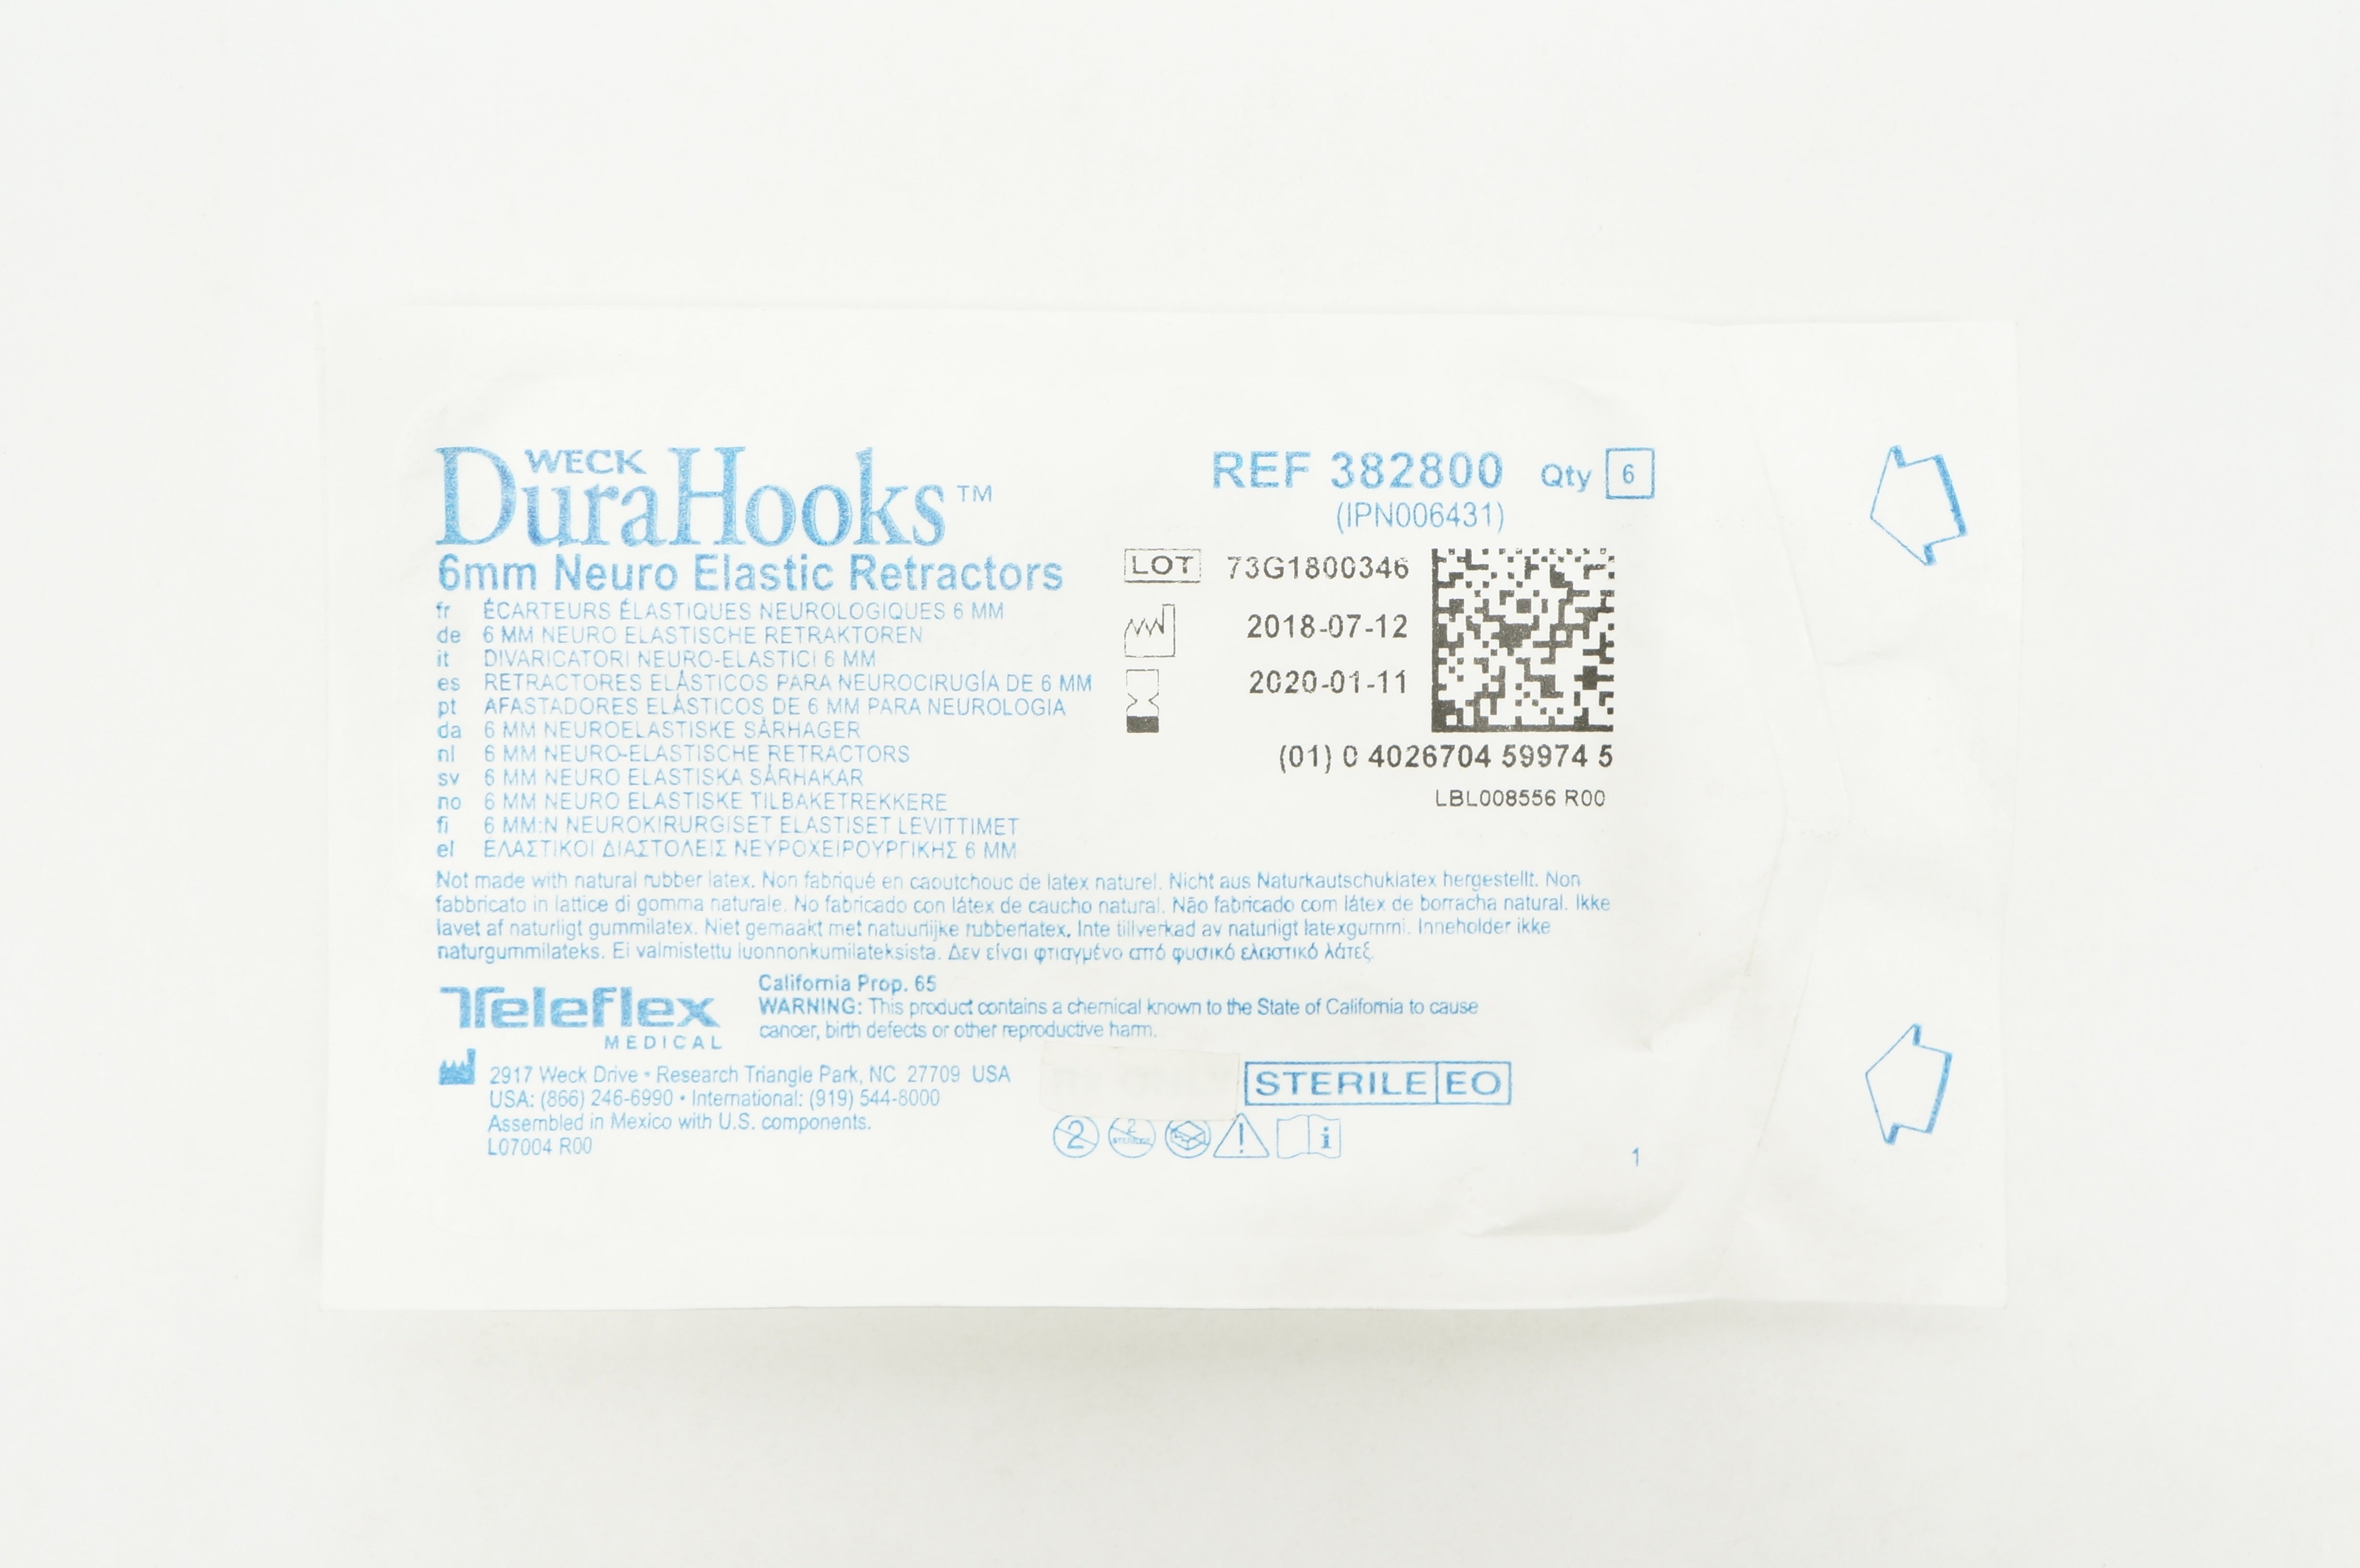 WECK
DuraHooks™
6mm Neuro Elastic Retractors
fr ÉCARTEURS ÉLASTIQUES NEUROLOGIQUES 6 MM
de 6 MM NEURO ELASTISCHE RETRAKTOREN
it DIVARICATORI NEURO-ELASTICI 6 MM
es RETRACTORES ELÁSTICOS PARA NEUROCIRUGÍA DE 6 MM
pt AFASTADORES ELÁSTICOS DE 6 MM PARA NEUROLOGIA
da 6 MM NEUROELASTISKE SÅRHAGER
nl 6 MM NEURO-ELASTISCHE RETRACTORS
sv 6 MM NEURO ELASTISKA SÅRHAKAR
no 6 MM NEURO ELASTISKE TILBAKETREKKERE
fi 6 MM:N NEUROKIRURGISET ELASTISET LEVITTIMET
el ΕΛΑΣΤΙΚΟΙ ΔΙΑΣΤΟΛΕΙΣ ΝΕΥΡΟΧΕΙΡΟΥΡΓΙΚΗΣ 6 MM
REF 382800 Qty 6
(IPN006431)
LOT 73G1800346
2018-07-12
2020-01-11
(01) 0 4026704 59974 5
LBL008556 R00
Not made with natural rubber latex. Non fabriqué en caoutchouc de latex naturel. Nicht aus Naturkautschuklatex hergestellt. Non
fabbricato in lattice di gomma naturale. No fabricado con látex de caucho natural. Não fabricado com látex de borracha natural. Ikke
lavet af naturligt gummilatex. Niet gemaakt met natuurlijke rubberlatex. Inte tillverkad av naturligt latexgummi. Inneholder ikke
naturgummilateks. Ei valmistettu luonnonkumilateksista. Δεν είναι φτιαγμένο από φυσικό ελαστικό λάτεξ.
Teleflex
MEDICAL
California Prop. 65
WARNING: This product contains a chemical known to the State of California to cause
cancer, birth defects or other reproductive harm.
2917 Weck Drive • Research Triangle Park, NC 27709 USA
USA: (866) 246-6990 • International: (919) 544-8000
Assembled in Mexico with U.S. components.
L07004 R00
STERILE EO
2
2
i
1